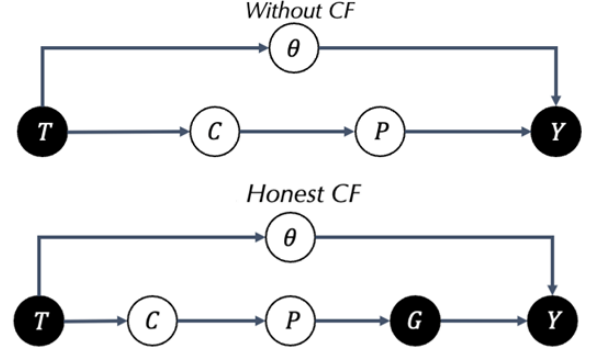 Without CF
θ
T C P Y
Honest CF
θ
T C P G Y